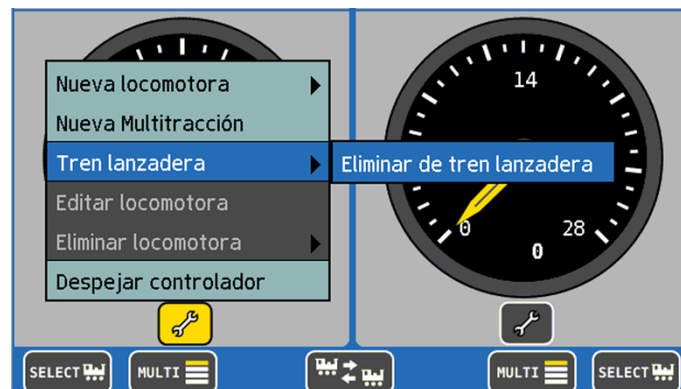 Nueva locomotora
Nueva Multitracción
Tren lanzadera
Eliminar de tren lanzadera
Editar locomotora
Eliminar locomotora
Despejar controlador
14
0
28
0
SELECT
MULTI
MULTI
SELECT